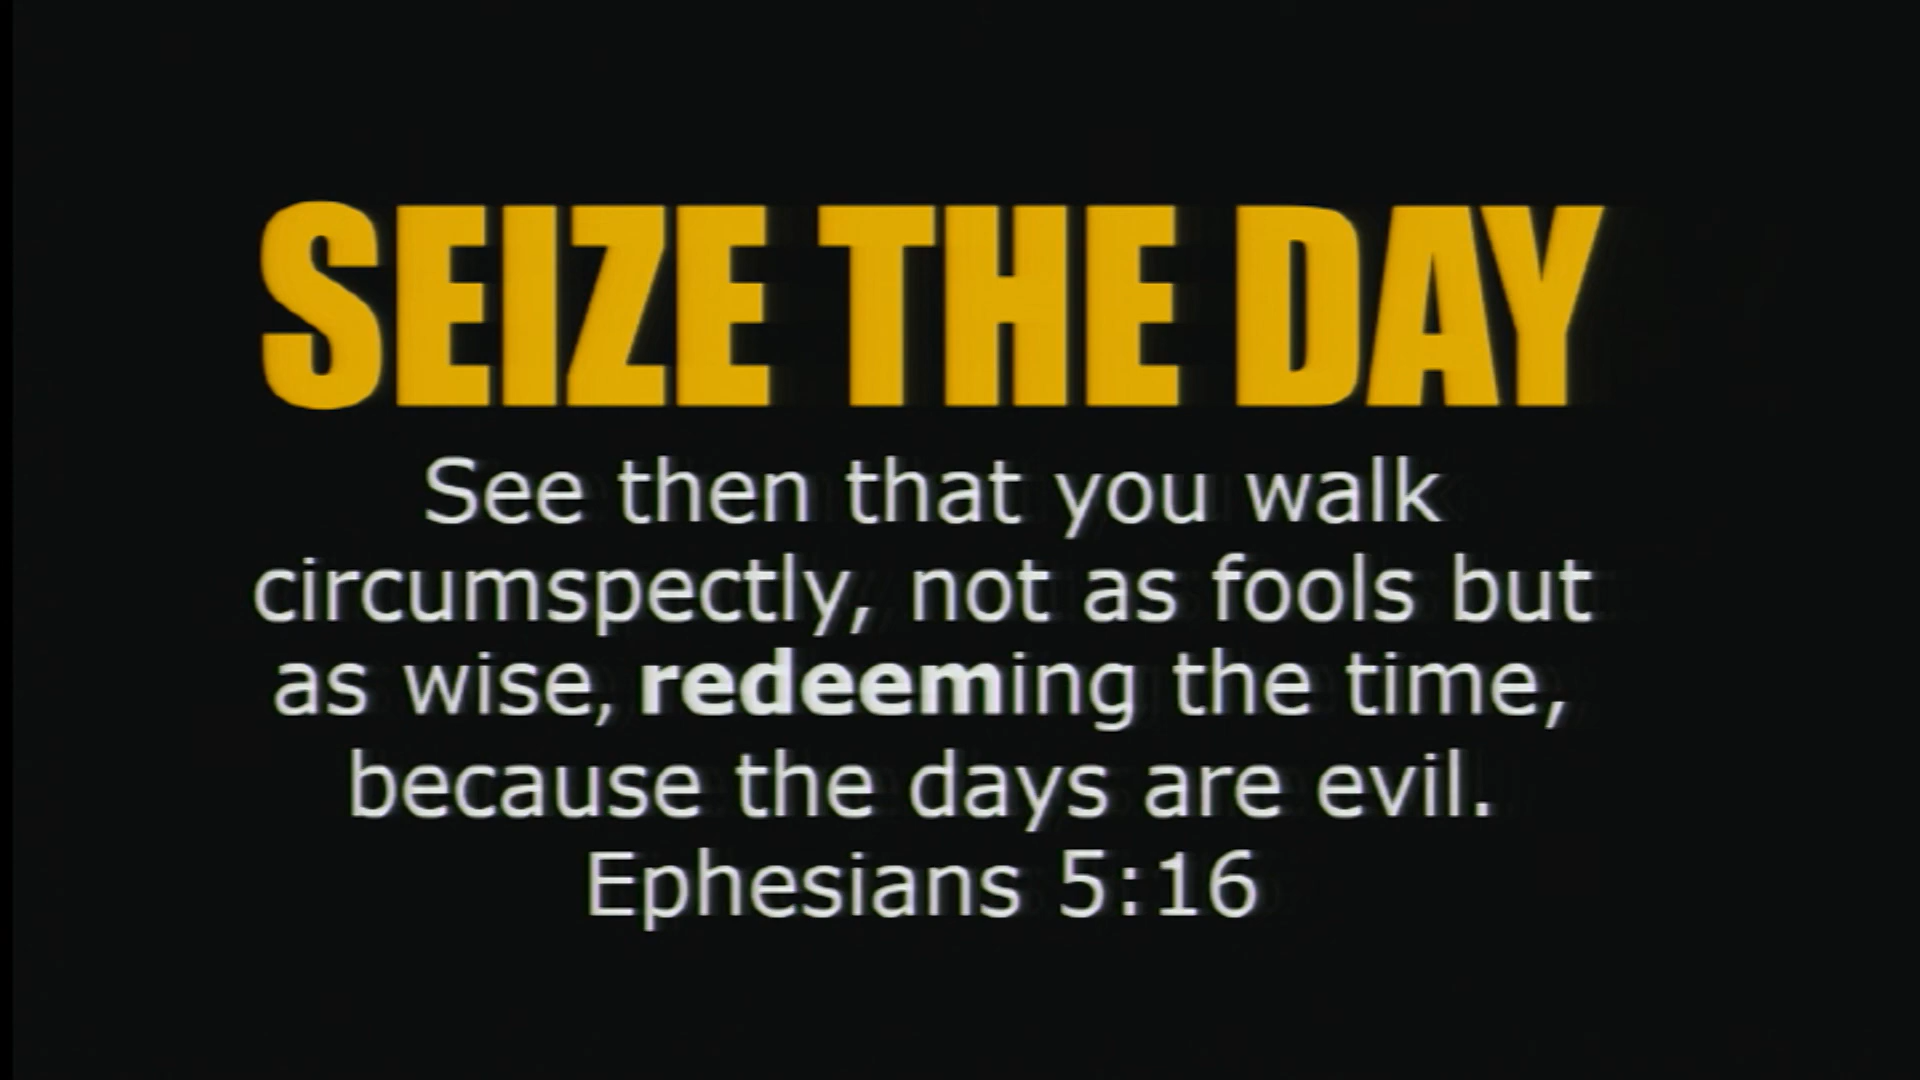 SEIZE THE DAY
See then that you walk
circumspectly, not as fools but
as wise, redeeming the time,
because the days are evil.
Ephesians 5:16